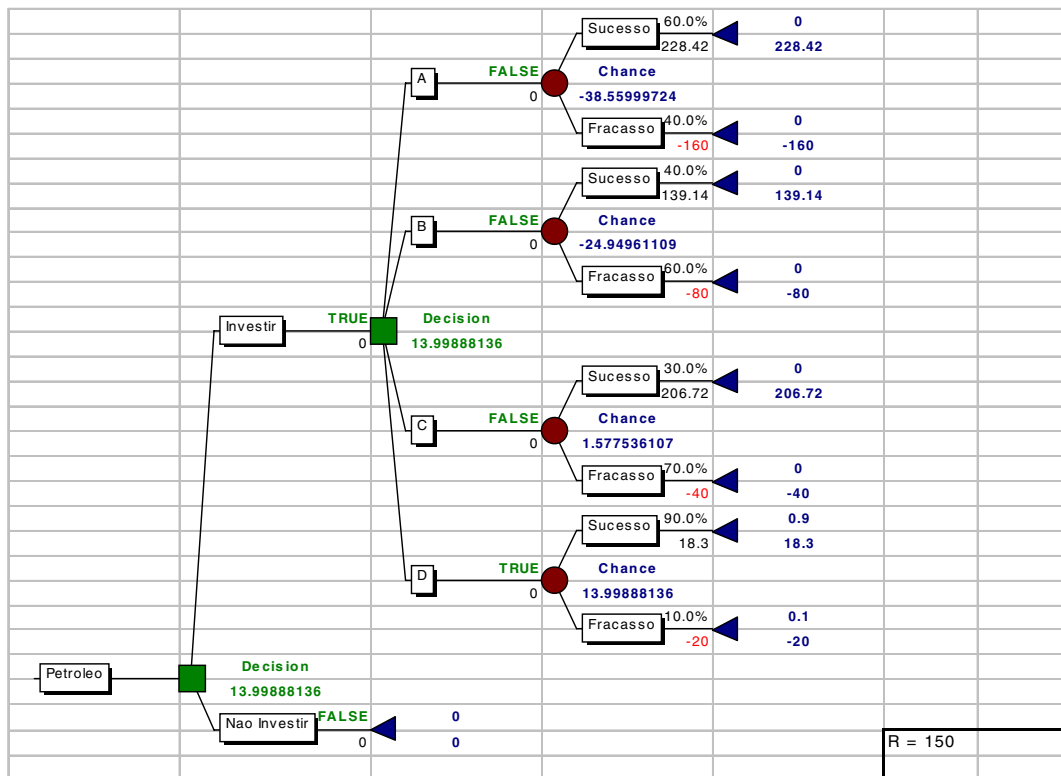 60.0% 0
Sucesso
228.42 228.42
FALSE Chance
A
0 -38.55999724
40.0% 0
Fracasso
-160 -160
40.0% 0
Sucesso
139.14 139.14
FALSE Chance
B
0 -24.94961109
60.0% 0
Fracasso
-80 -80
TRUE Decision
Investir
0 13.99888136
30.0% 0
Sucesso
206.72 206.72
FALSE Chance
C
0 1.577536107
70.0% 0
Fracasso
-40 -40
90.0% 0.9
Sucesso
18.3 18.3
TRUE Chance
D
0 13.99888136
10.0% 0.1
Fracasso
-20 -20
Decision
Petroleo
13.99888136
FALSE 0
Nao Investir
0 0
R = 150